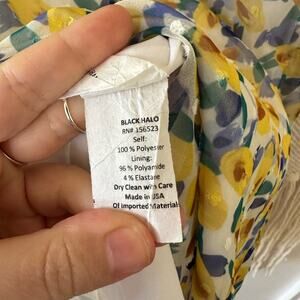 BLACK HALO
RN# 156523
Self:
100 % Polyester
Lining:
96 % Polyamide
4 % Elastane
Dry Clean with Care
Made in USA
Of imported Materials